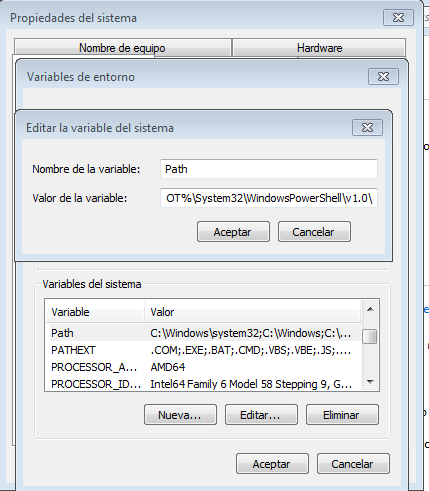 Propiedades del sistema
Nombre de equipo Hardware
Variables de entorno
Editar la variable del sistema
Nombre de la variable: Path
Valor de la variable: OT%\System32\WindowsPowerShell\v1.0\
Aceptar Cancelar
Variables del sistema
Variable Valor
Path C:\Windows\system32;C:\Windows;C:\...
PATHEXT .COM;.EXE;.BAT;.CMD;.VBS;.VBE;.JS;....
PROCESSOR_A... AMD64
PROCESSOR_ID... Intel64 Family 6 Model 58 Stepping 9, G...
Nueva... Editar... Eliminar
Aceptar Cancelar